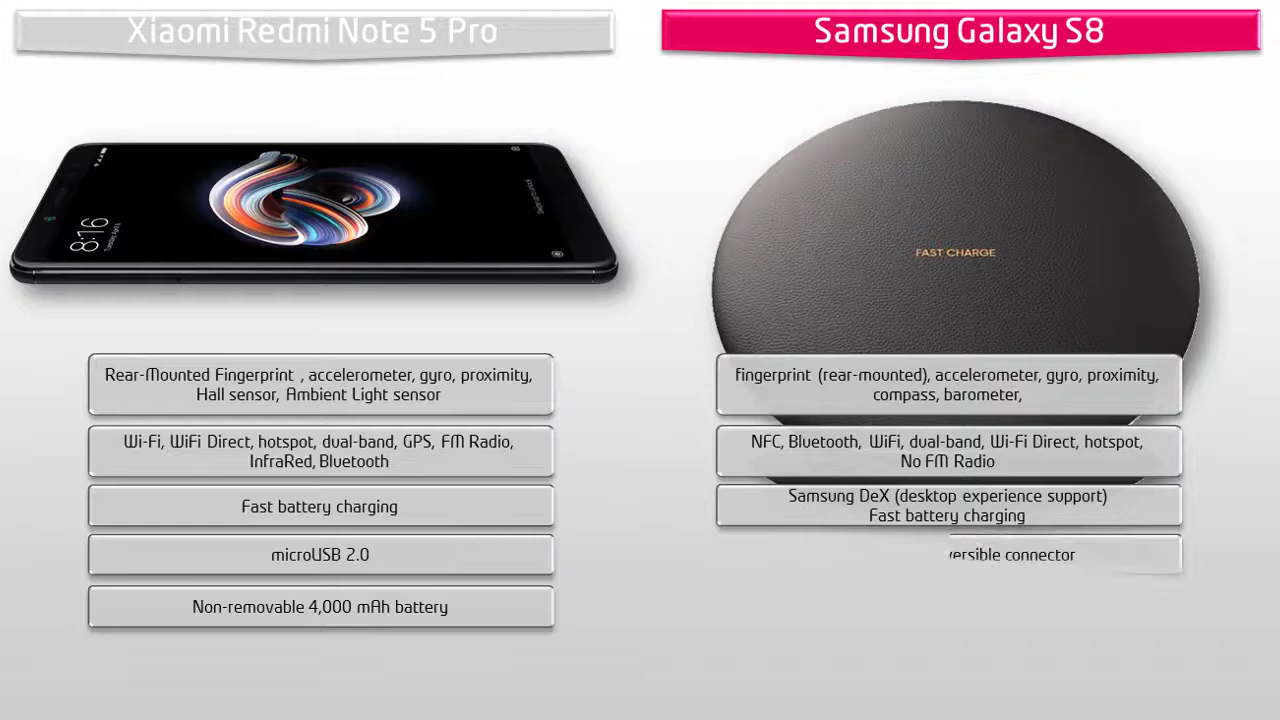 Xiaomi Redmi Note 5 Pro
Samsung Galaxy S8
8:16
FAST CHARGE
Rear-Mounted Fingerprint , accelerometer, gyro, proximity,
Hall sensor, Ambient Light sensor
Wi-Fi, WiFi Direct, hotspot, dual-band, GPS, FM Radio,
InfraRed, Bluetooth
Fast battery charging
microUSB 2.0
Non-removable 4,000 mAh battery
fingerprint (rear-mounted), accelerometer, gyro, proximity,
compass, barometer,
NFC, Bluetooth, WiFi, dual-band, Wi-Fi Direct, hotspot,
No FM Radio
Samsung DeX (desktop experience support)
Fast battery charging
versible connector